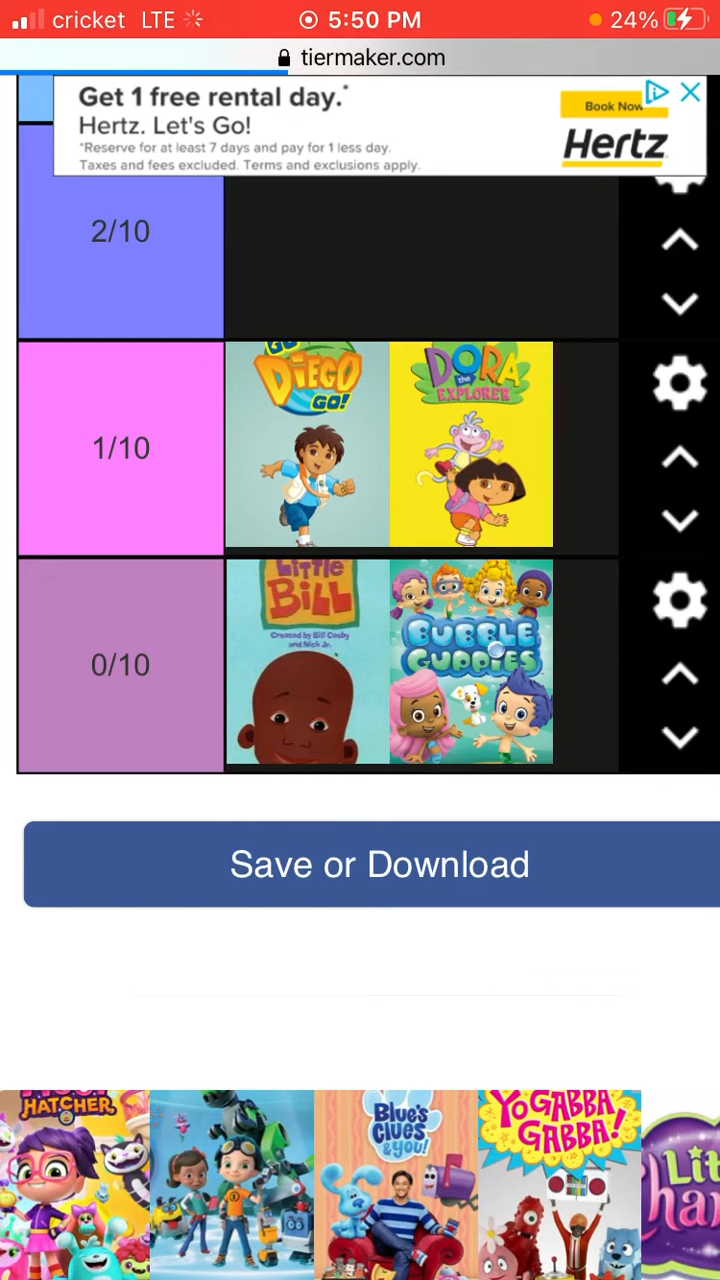 cricket LTE 5:50 PM 24%
tiermaker.com
Get 1 free rental day.*
Hertz. Let's Go!
*Reserve for at least 7 days and pay for 1 less day.
Taxes and fees excluded. Terms and exclusions apply.
Book Now
Hertz.
2/10
1/10
GO
DIEGO
GO!
DORA
the
EXPLORER
0/10
LITTLE
BILL
Created by Bill Cosby
and Nick Jr.
BUBBLE
GUPPIES
Save or Download
HATCHER
Blue's
Clues
& YOU!
YO GABBA
GABBA!